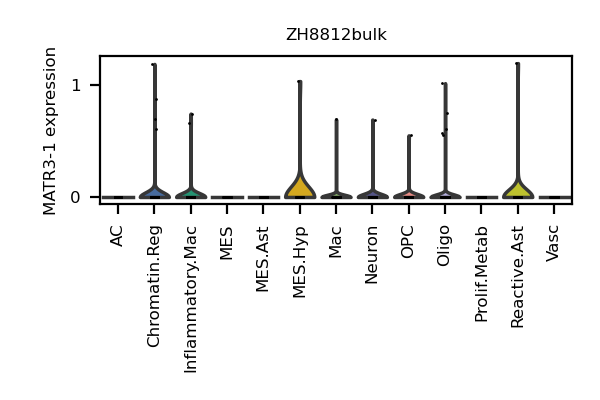 ZH8812bulk
MATR3-1 expression
1
0
AC
Chromatin.Reg
Inflammatory.Mac
MES
MES.Ast
MES.Hyp
Mac
Neuron
OPC
Oligo
Prolif.Metab
Reactive.Ast
Vasc